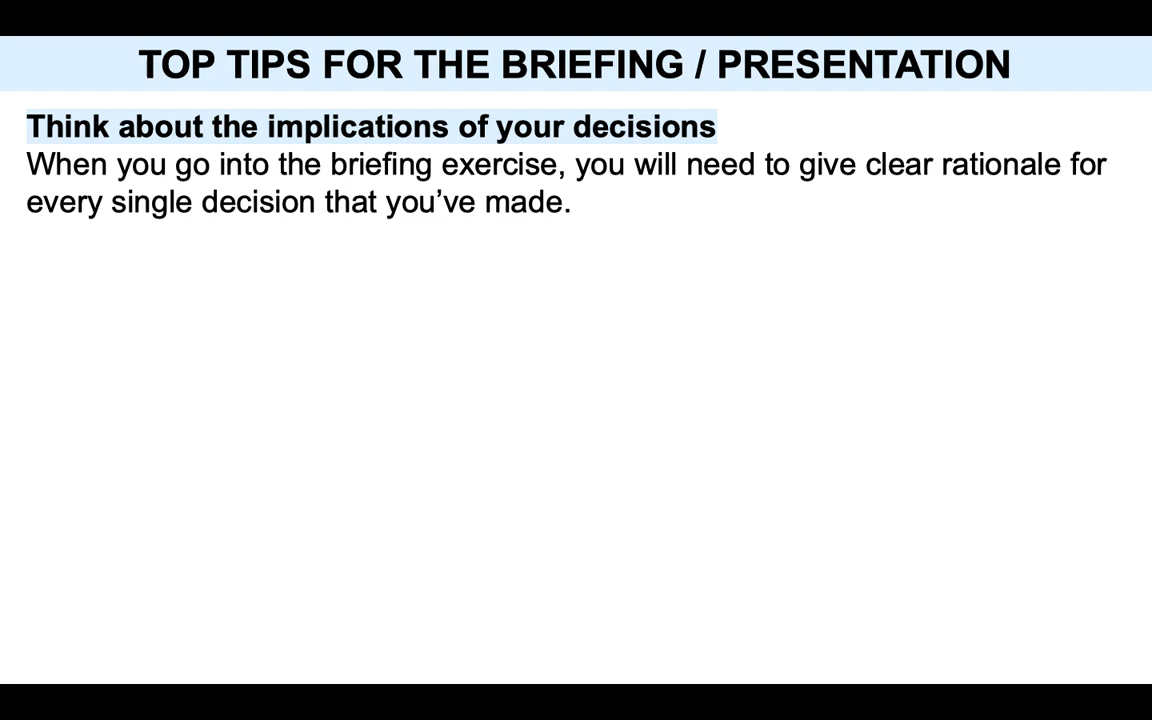 TOP TIPS FOR THE BRIEFING / PRESENTATION
Think about the implications of your decisions
When you go into the briefing exercise, you will need to give clear rationale for
every single decision that you’ve made.